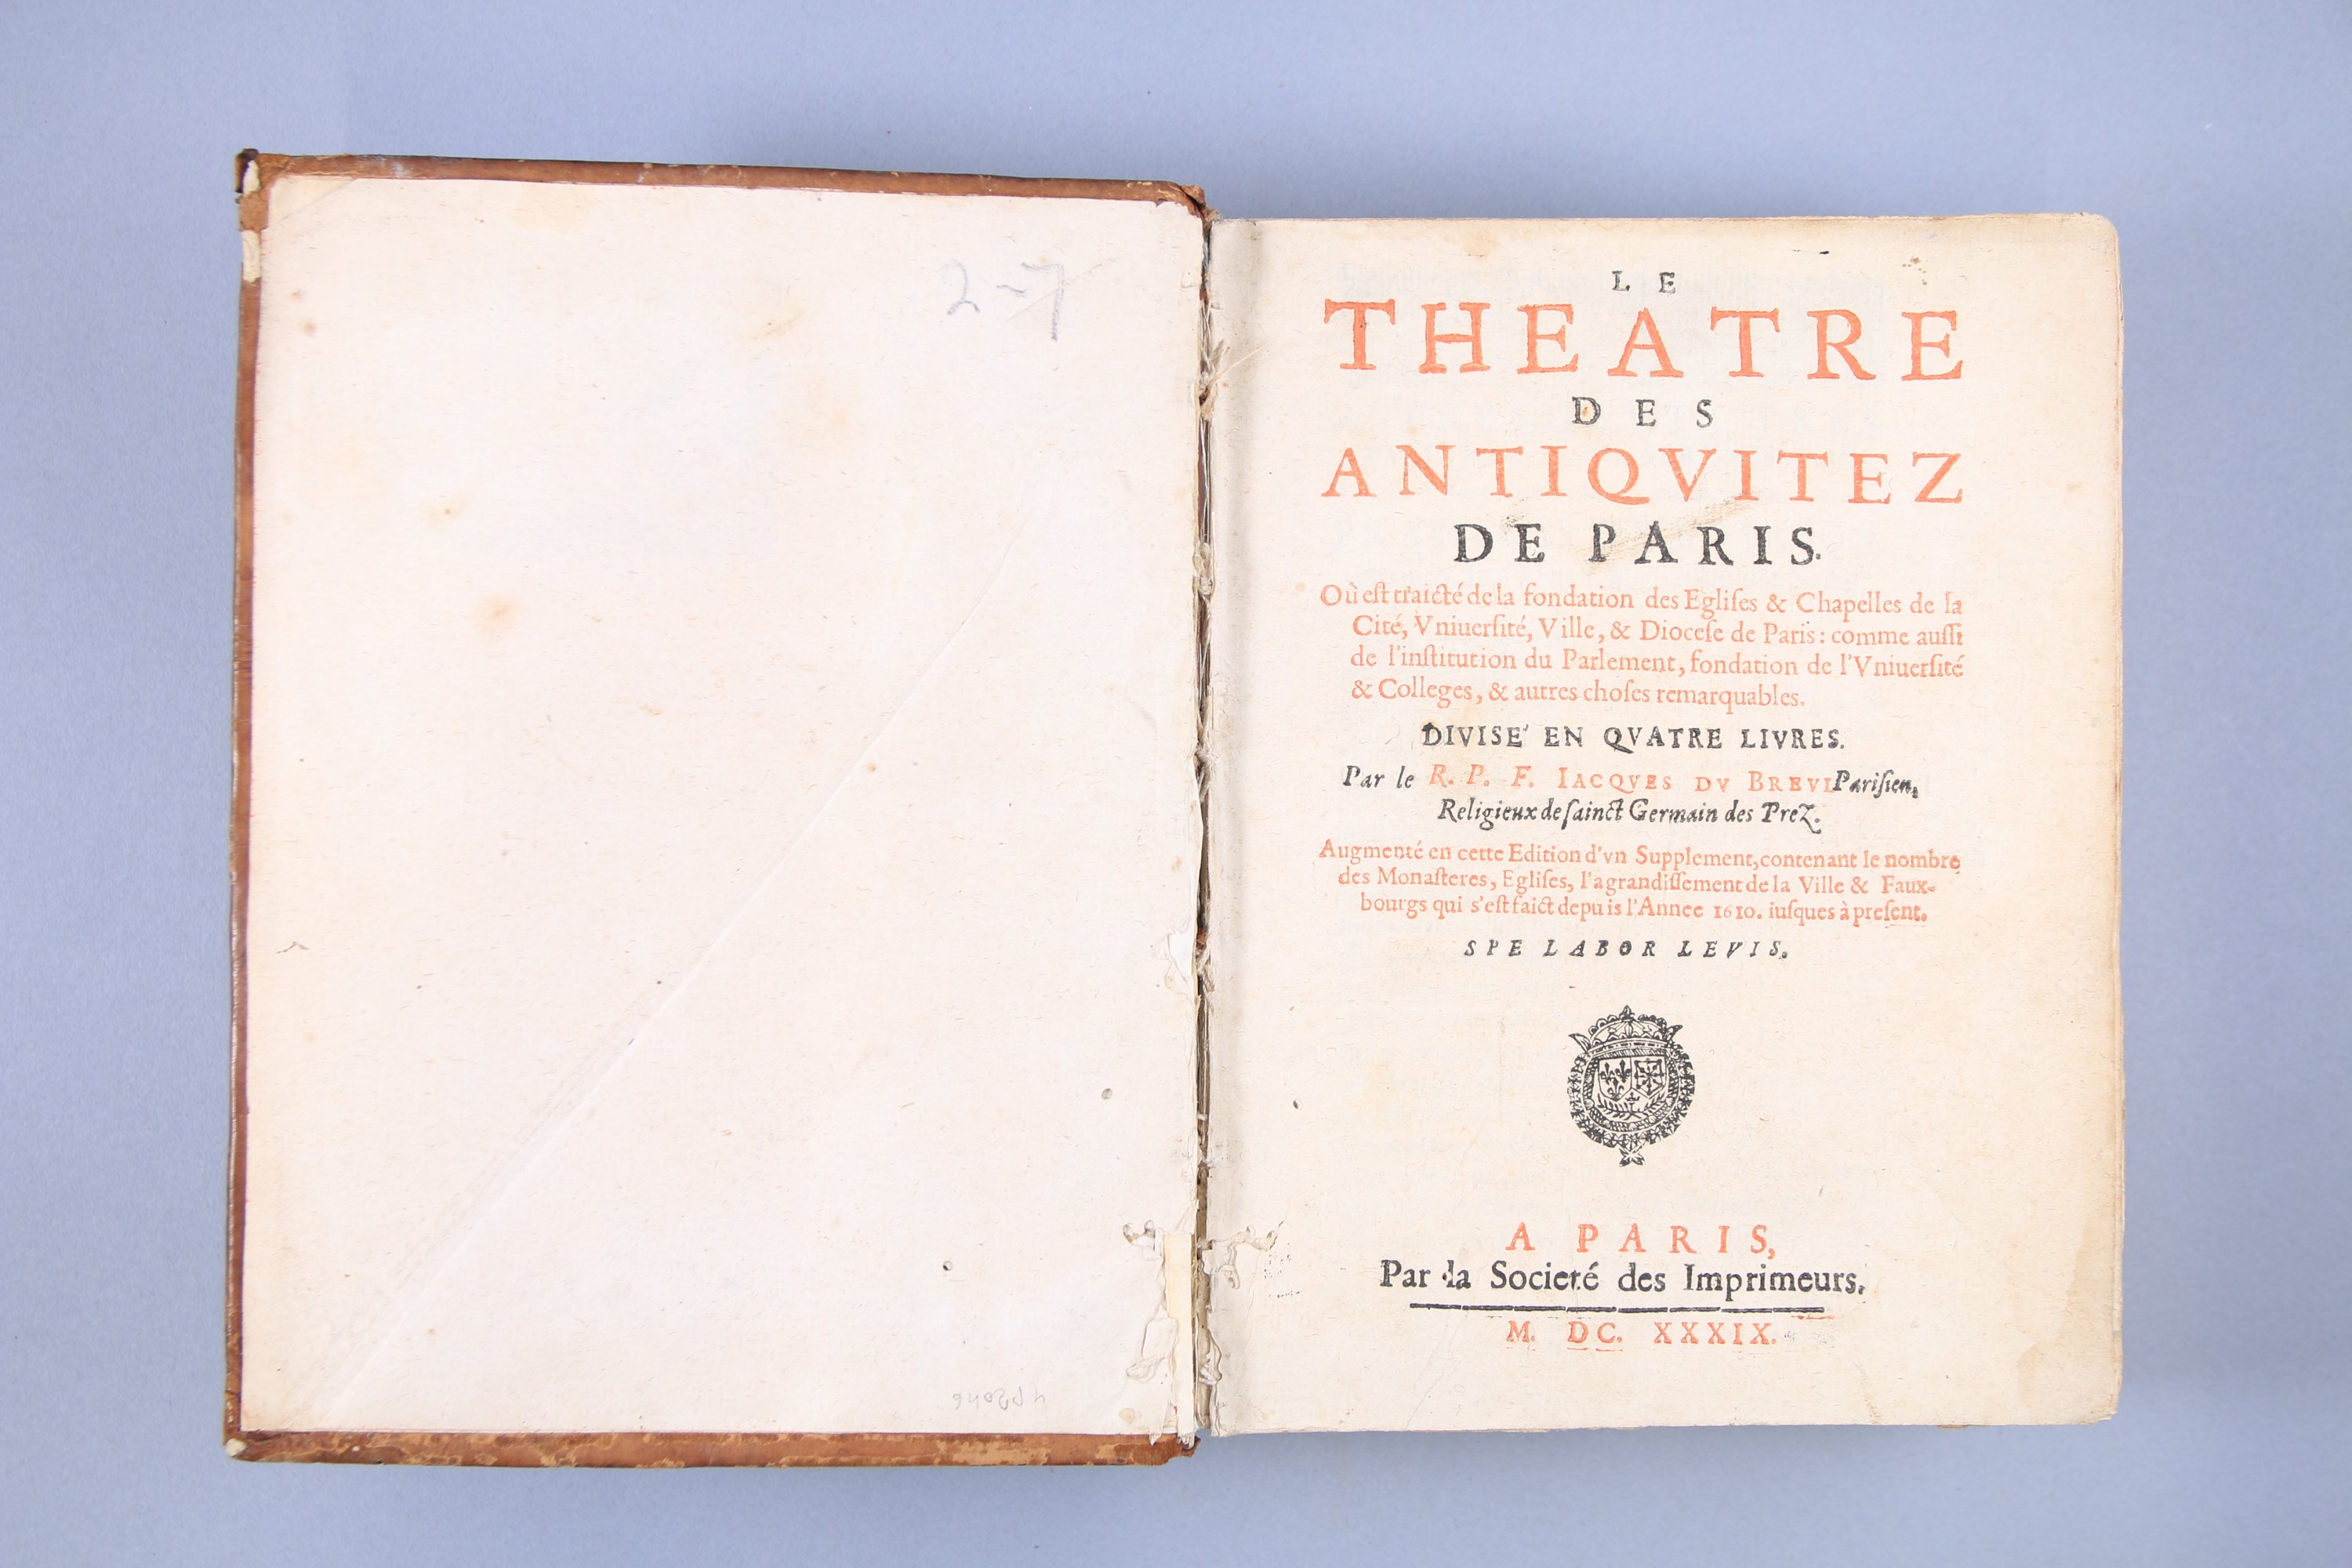 2-7
LE
THEATRE
DES
ANTIQVITEZ
DE PARIS.
Où est traicté de la fondation des Egliſes & Chapelles de la
Cité, Vniuerſité, Ville, & Dioceſe de Paris : comme auſſi
de l'inſtitution du Parlement, fondation de l'Vniuerſité
& Colleges, & autres choſes remarquables.
DIVISE' EN QVATRE LIVRES.
Par le R. P. F. IACQVES DV BREVL Pariſien,
Religieux de ſainct Germain des Prez.
Augmenté en cette Edition d'vn Supplement, contenant le nombre
des Monaſteres, Egliſes, l'agrandiſſement de la Ville & Faux-
bourgs qui s'eſt faict depuis l'Annee 1610. iuſques à preſent.
SPE LABOR LEVIS.
A PARIS,
Par la Societé des Imprimeurs.
M. DC. XXXIX.